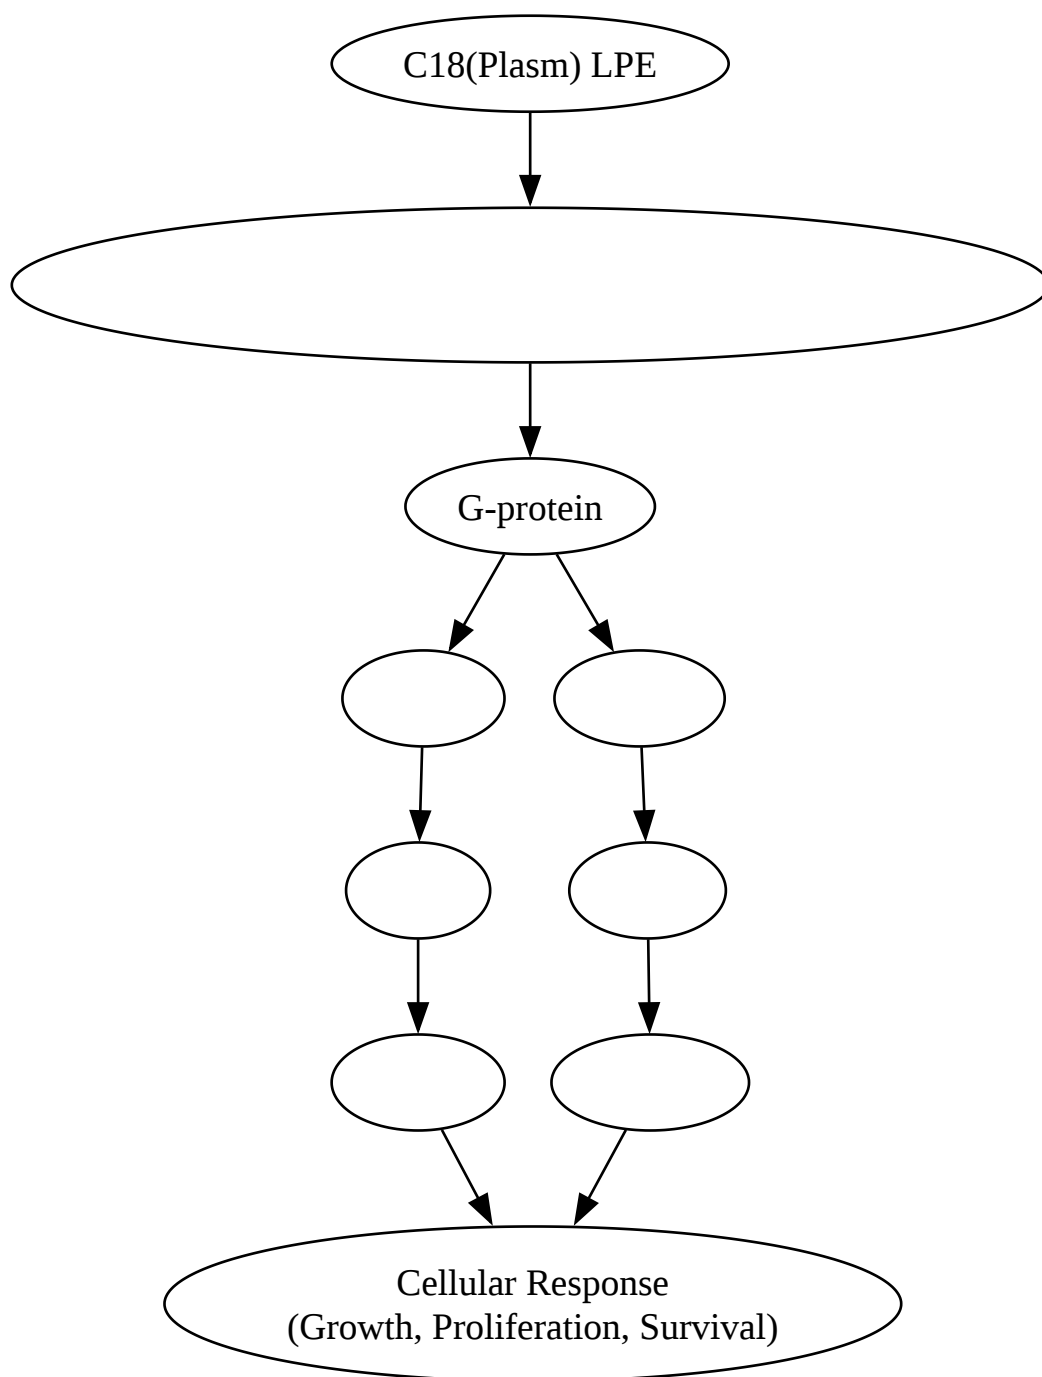 C18(Plasm) LPE
G-protein
Cellular Response
(Growth, Proliferation, Survival)